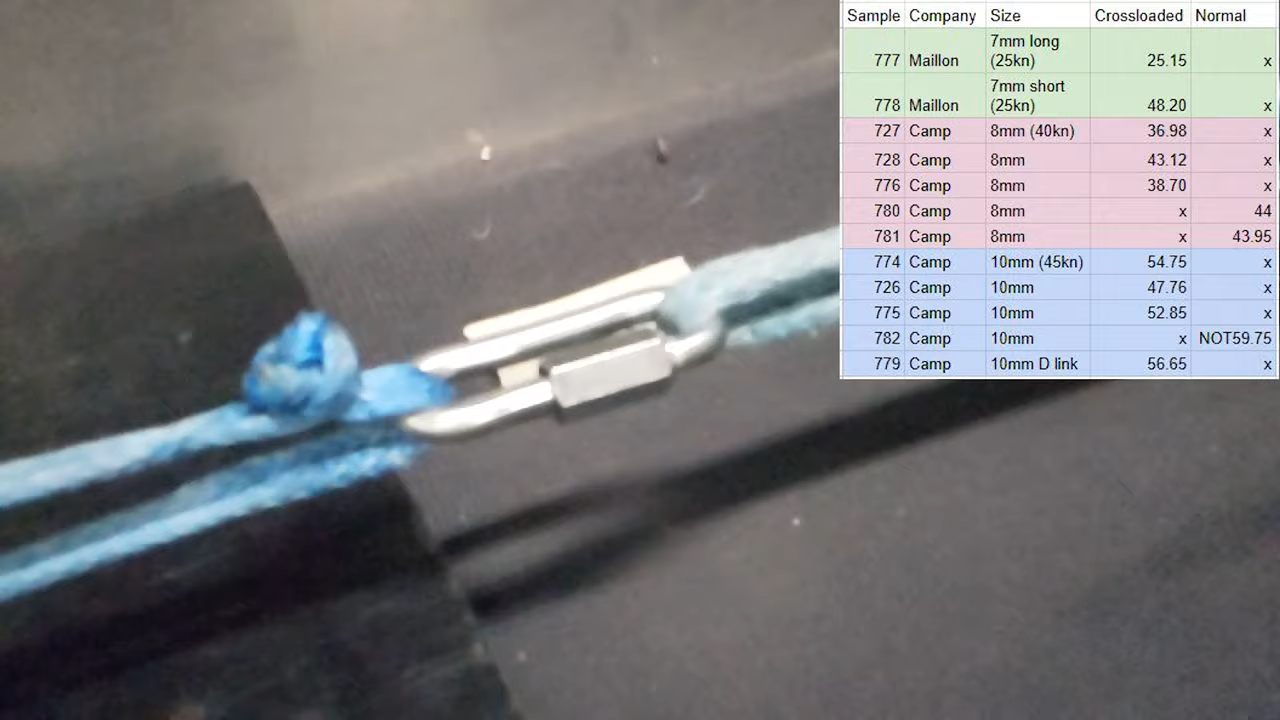 Sample Company Size Crossloaded Normal
7mm long
777 Maillon (25kn) 25.15 x
7mm short
778 Maillon (25kn) 48.20 x
727 Camp 8mm (40kn) 36.98 x
728 Camp 8mm 43.12 x
776 Camp 8mm 38.70 x
780 Camp 8mm x 44
781 Camp 8mm x 43.95
774 Camp 10mm (45kn) 54.75 x
726 Camp 10mm 47.76 x
775 Camp 10mm 52.85 x
782 Camp 10mm x NOT59.75
779 Camp 10mm D link 56.65 x